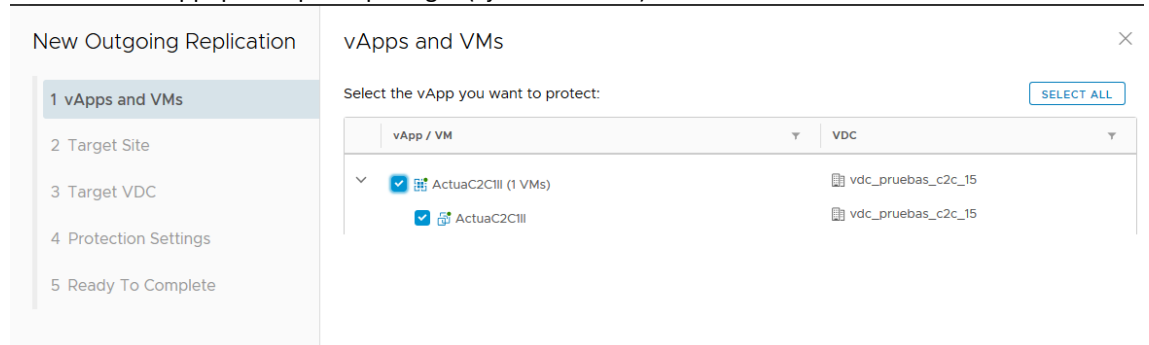 New Outgoing Replication
1 vApps and VMs
2 Target Site
3 Target VDC
4 Protection Settings
5 Ready To Complete
vApps and VMs
Select the vApp you want to protect:
SELECT ALL
vApp / VM VDC
ActuaC2C1III (1 VMs) vdc_pruebas_c2c_15
ActuaC2C1III vdc_pruebas_c2c_15